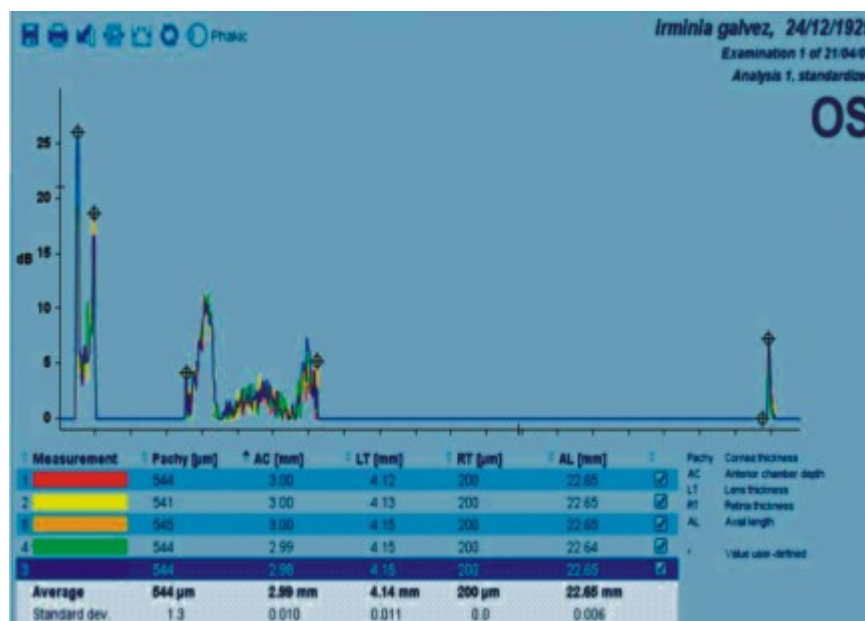 Phakic
irminia galvez, 24/12/192
Examination 1 of 21/04/0
Analysis 1, standardize
OS
25
20
dB 15
10
5
0
Measurement Pachy [µm] AC [mm] LT [mm] RT [µm] AL [mm]
1 544 3.00 4.12 200 22.65
2 541 3.00 4.13 200 22.65
5 545 3.00 4.15 200 22.65
4 544 2.99 4.15 200 22.64
3 544 2.98 4.15 200 22.65
Average 544 µm 2.99 mm 4.14 mm 200 µm 22.65 mm
Standard dev. 1.3 0.010 0.011 0.0 0.006
Pachy Cornea thickness
AC Anterior chamber depth
LT Lens thickness
RT Retina thickness
AL Axial length
* Value user-defined